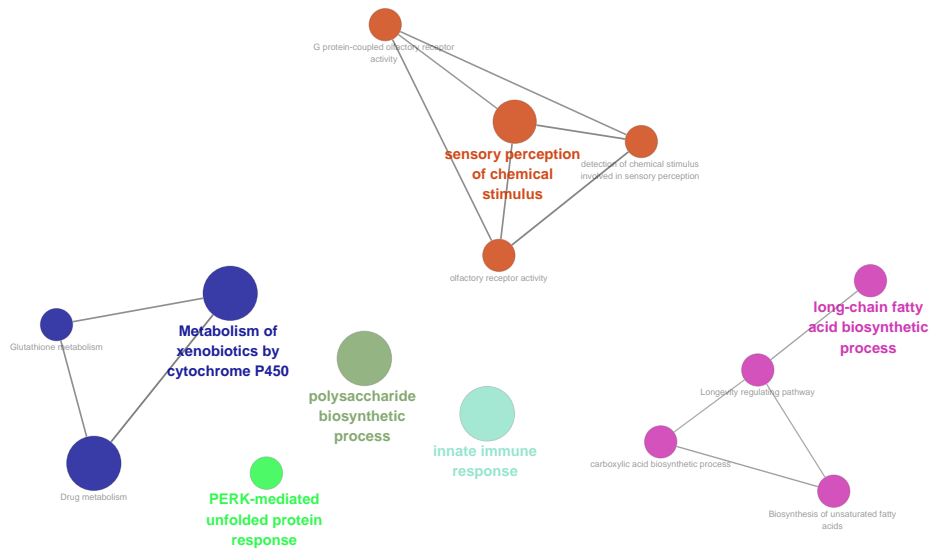 G protein-coupled olfactory receptor
activity
sensory perception
of chemical
stimulus
detection of chemical stimulus
involved in sensory perception
olfactory receptor activity
long-chain fatty
acid biosynthetic
process
Metabolism of
xenobiotics by
cytochrome P450
Glutathione metabolism
polysaccharide
biosynthetic
process
Longevity regulating pathway
innate immune
response
carboxylic acid biosynthetic process
Drug metabolism
PERK-mediated
unfolded protein
response
Biosynthesis of unsaturated fatty
acids